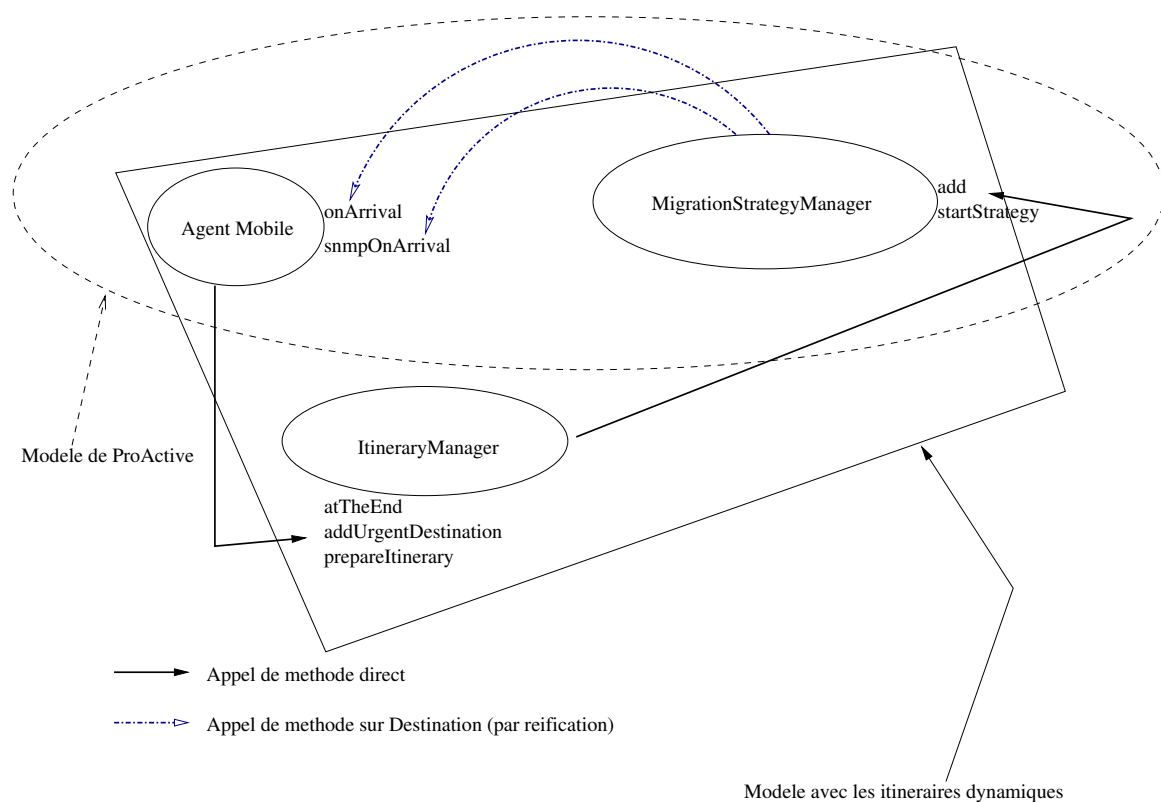 add
MigrationStrategyManager
onArrival
startStrategy
Agent Mobile
snmpOnArrival
ItineraryManager
Modele de ProActive
atTheEnd
addUrgentDestination
prepareItinerary
Appel de methode direct
Appel de methode sur Destination (par reification)
Modele avec les itineraires dynamiques